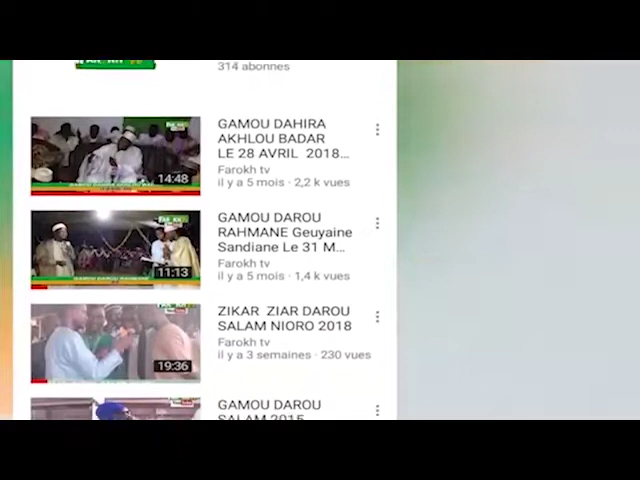 314 abonnes
GAMOU DAHIRA
AKHLOU BADAR
LE 28 AVRIL 2018...
Farokh tv
il y a 5 mois · 2,2 k vues
14:48
GAMOU DAROU
RAHMANE Geuyaine
Sandiane Le 31 M...
Farokh tv
il y a 5 mois · 1,4 k vues
11:13
ZIKAR ZIAR DAROU
SALAM NIORO 2018
Farokh tv
il y a 3 semaines · 230 vues
19:36
GAMOU DAROU
SALAM 2015